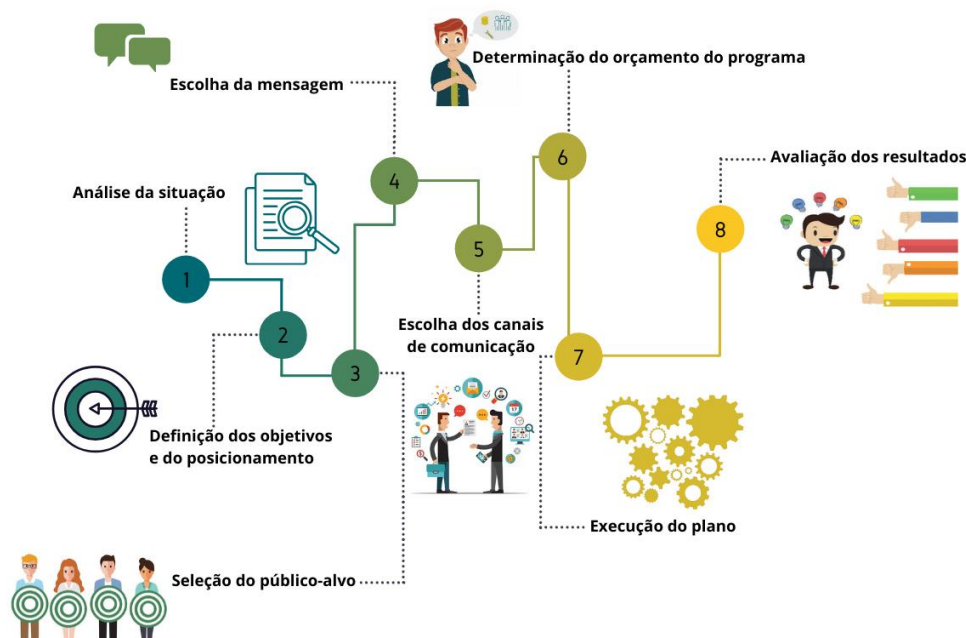 1
Análise da situação
2
Definição dos objetivos
e do posicionamento
3
Seleção do público-alvo
4
Escolha da mensagem
5
Escolha dos canais
de comunicação
6
Determinação do orçamento do programa
7
Execução do plano
8
Avaliação dos resultados